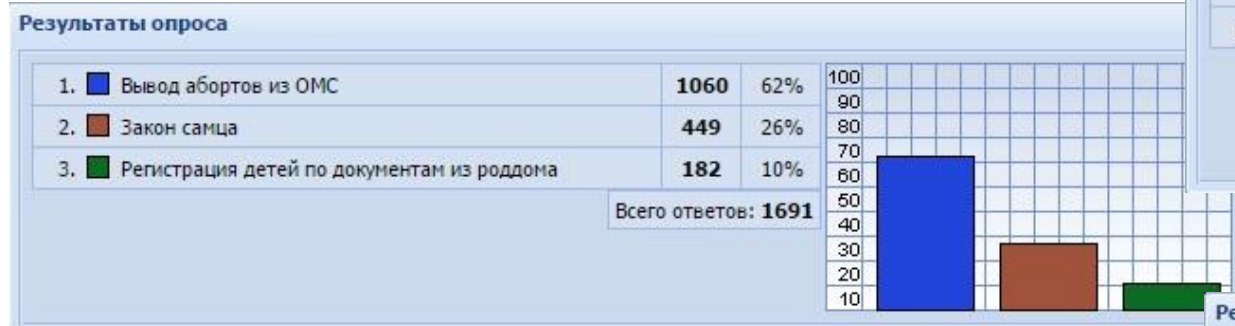 Результаты опроса
1. Вывод абортов из ОМС 1060 62%
2. Закон самца 449 26%
3. Регистрация детей по документам из роддома 182 10%
Всего ответов: 1691
100
90
80
70
60
50
40
30
20
10